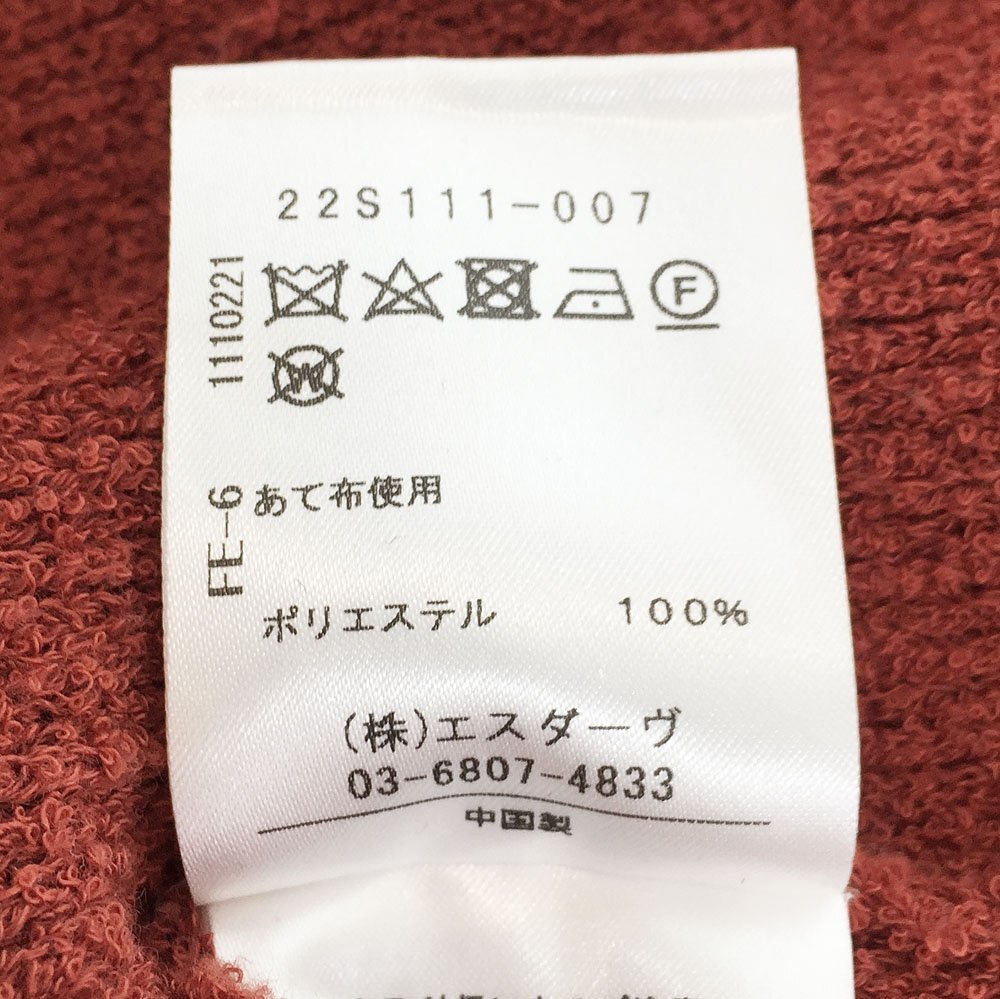 22S111-007
1110221
F
W
FE-6
あて布使用
ポリエステル 100%
(株)エスダーヴ
03-6807-4833
中国製